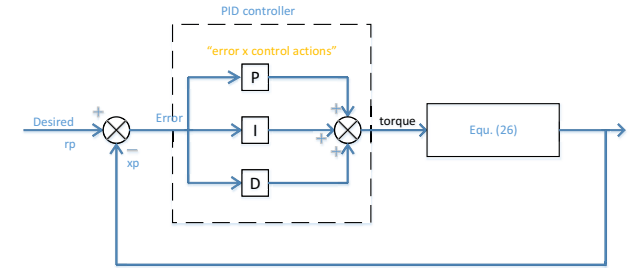 PID controller
“error x control actions”
P
+
+
Desired
Error
I
torque
Equ. (26)
rp
+
−
+
xp
D